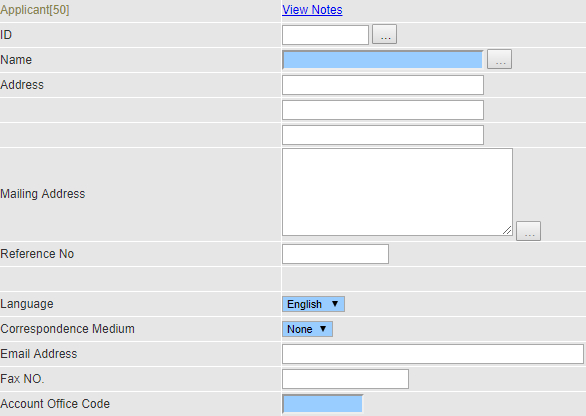 Applicant[50] View Notes
ID ...
Name ...
Address
Mailing Address ...
Reference No
Language English ▼
Correspondence Medium None ▼
Email Address
Fax NO.
Account Office Code